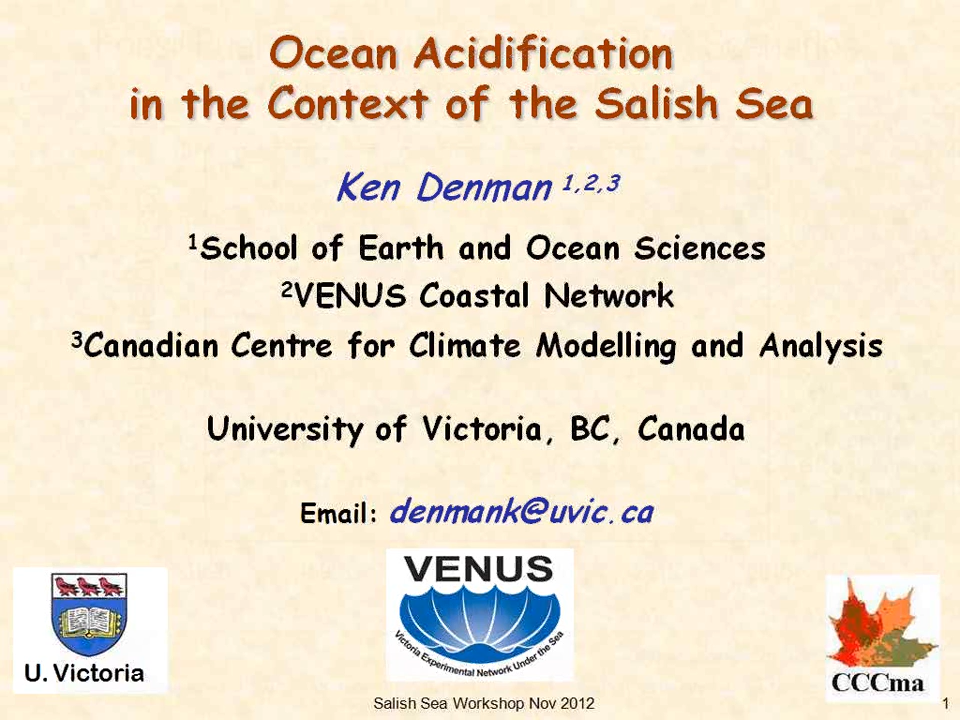 Ocean Acidification
in the Context of the Salish Sea
Ken Denman 1,2,3
1School of Earth and Ocean Sciences
2VENUS Coastal Network
3Canadian Centre for Climate Modelling and Analysis
University of Victoria, BC, Canada
Email: denmank@uvic.ca
U. Victoria
VENUS
Victoria Experimental Network Under the Sea
CCCma
Salish Sea Workshop Nov 2012
1